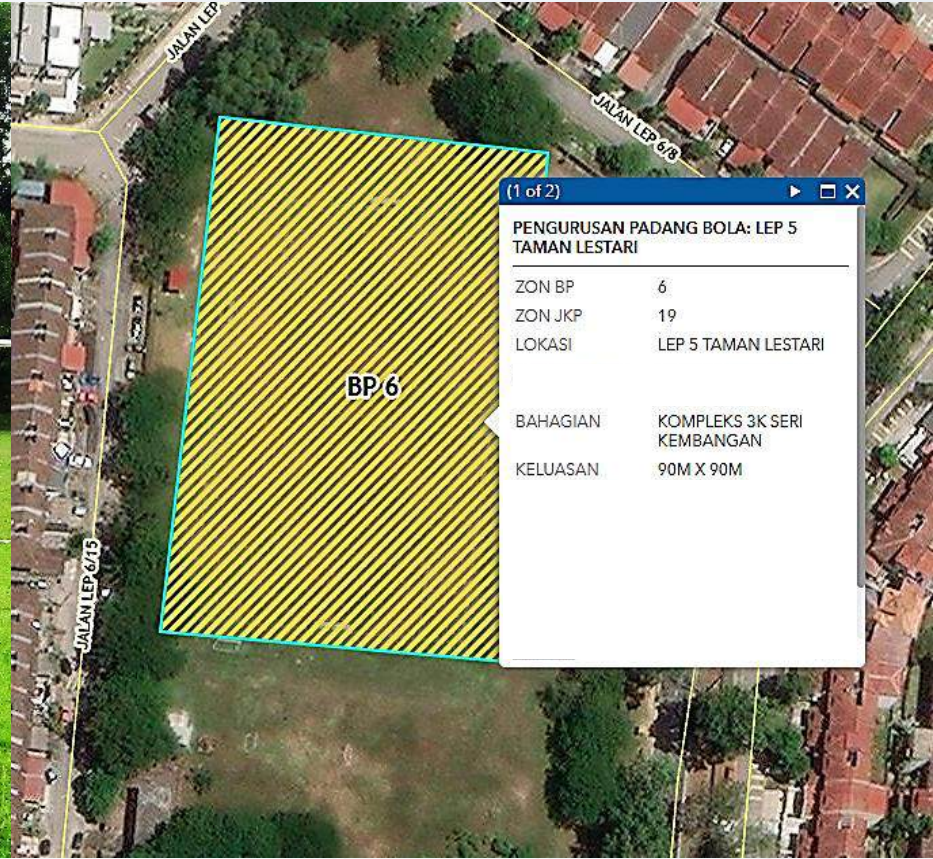 JALAN LEP
JALAN LEP 6/8
(1 of 2)
PENGURUSAN PADANG BOLA: LEP 5
TAMAN LESTARI
ZON BP 6
ZON JKP 19
LOKASI LEP 5 TAMAN LESTARI
BP 6
BAHAGIAN KOMPLEKS 3K SERI
KEMBANGAN
KELUASAN 90M X 90M
JALAN LEP 6/15